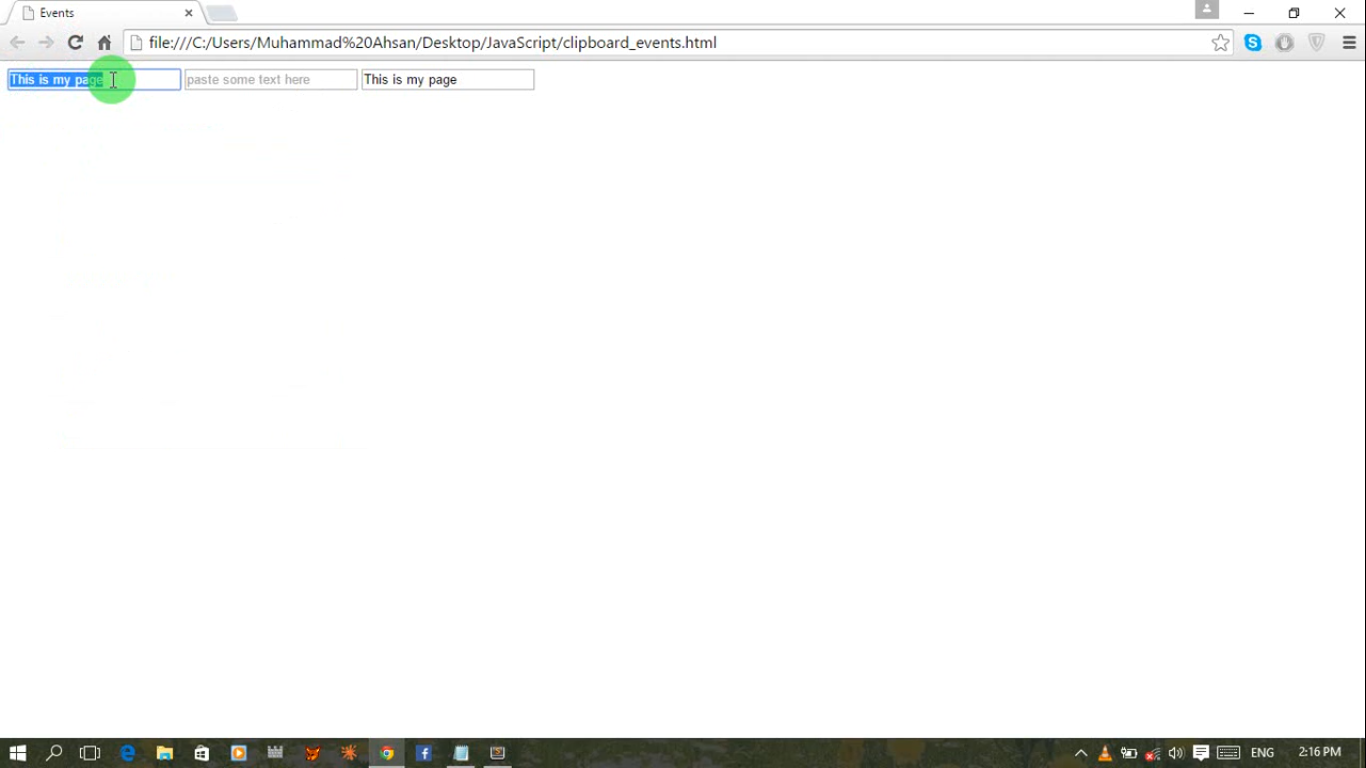 Events
file:///C:/Users/Muhammad%20Ahsan/Desktop/JavaScript/clipboard_events.html
This is my page paste some text here This is my page
ENG 2:16 PM